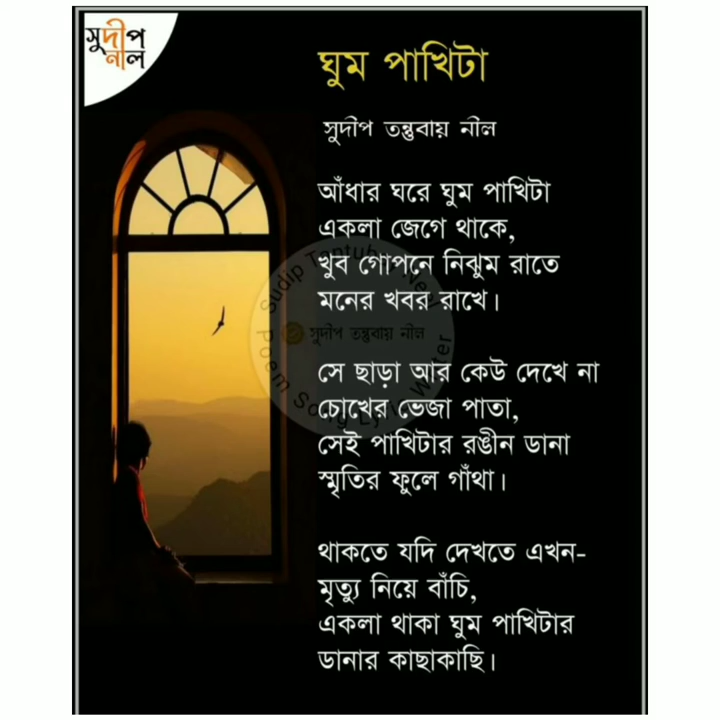 সুদীপ
নীল
ঘুম পাখিটা
সুদীপ তন্তুবায় নীল
আঁধার ঘরে ঘুম পাখিটা
একলা জেগে থাকে,
খুব গোপনে নিঝুম রাতে
মনের খবর রাখে।
সুদীপ তন্তুবায় নীল
সে ছাড়া আর কেউ দেখে না
চোখের ভেজা পাতা,
সেই পাখিটার রঙীন ডানা
স্মৃতির ফুলে গাঁথা।
থাকতে যদি দেখতে এখন-
মৃত্যু নিয়ে বাঁচি,
একলা থাকা ঘুম পাখিটার
ডানার কাছাকাছি।